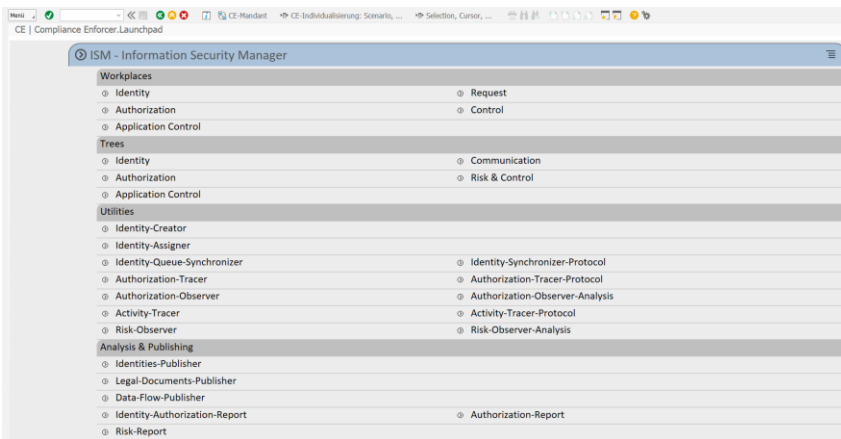 Menü
CE-Mandant CE-Individualisierung: Scenario, ... Selection, Cursor, ...
CE | Compliance Enforcer.Launchpad
ISM - Information Security Manager
Workplaces
Identity Request
Authorization Control
Application Control
Trees
Identity Communication
Authorization Risk & Control
Application Control
Utilities
Identity-Creator
Identity-Assigner
Identity-Queue-Synchronizer Identity-Synchronizer-Protocol
Authorization-Tracer Authorization-Tracer-Protocol
Authorization-Observer Authorization-Observer-Analysis
Activity-Tracer Activity-Tracer-Protocol
Risk-Observer Risk-Observer-Analysis
Analysis & Publishing
Identities-Publisher
Legal-Documents-Publisher
Data-Flow-Publisher
Identity-Authorization-Report Authorization-Report
Risk-Report